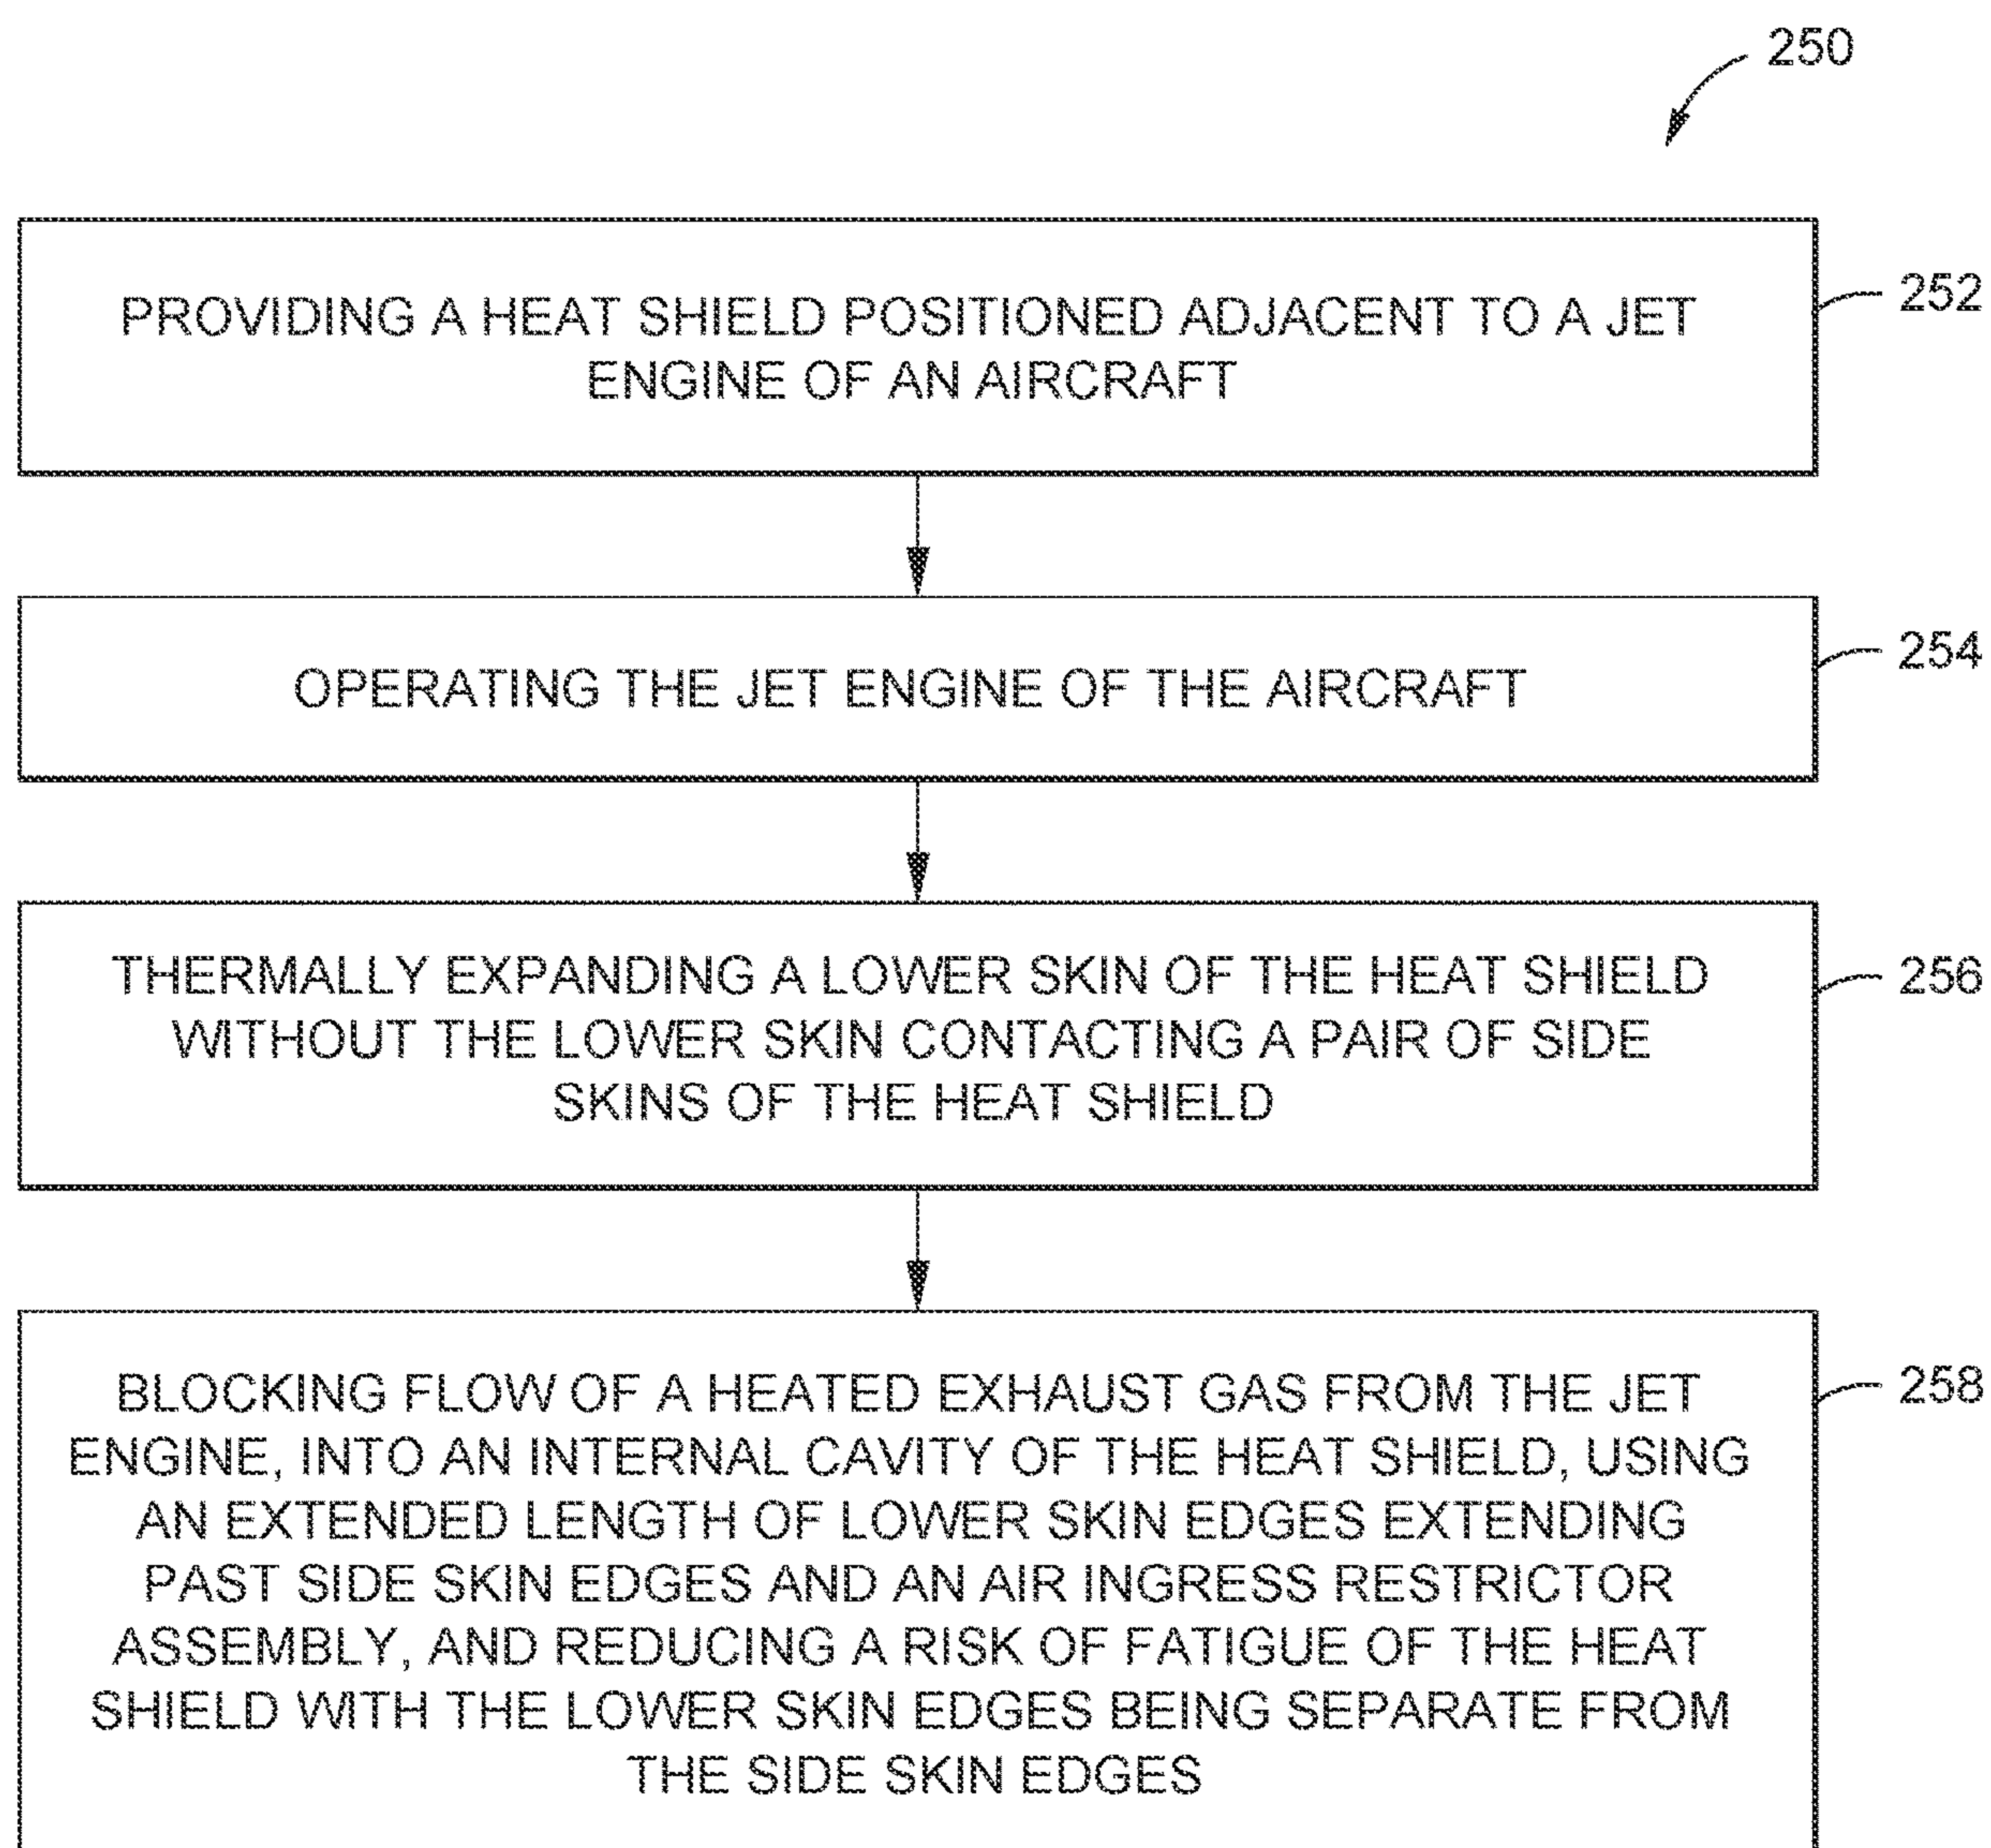 250
PROVIDING A HEAT SHIELD POSITIONED ADJACENT TO A JET
ENGINE OF AN AIRCRAFT
252
OPERATING THE JET ENGINE OF THE AIRCRAFT
254
THERMALLY EXPANDING A LOWER SKIN OF THE HEAT SHIELD
WITHOUT THE LOWER SKIN CONTACTING A PAIR OF SIDE
SKINS OF THE HEAT SHIELD
256
BLOCKING FLOW OF A HEATED EXHAUST GAS FROM THE JET
ENGINE, INTO AN INTERNAL CAVITY OF THE HEAT SHIELD, USING
AN EXTENDED LENGTH OF LOWER SKIN EDGES EXTENDING
PAST SIDE SKIN EDGES AND AN AIR INGRESS RESTRICTOR
ASSEMBLY, AND REDUCING A RISK OF FATIGUE OF THE HEAT
SHIELD WITH THE LOWER SKIN EDGES BEING SEPARATE FROM
THE SIDE SKIN EDGES
258